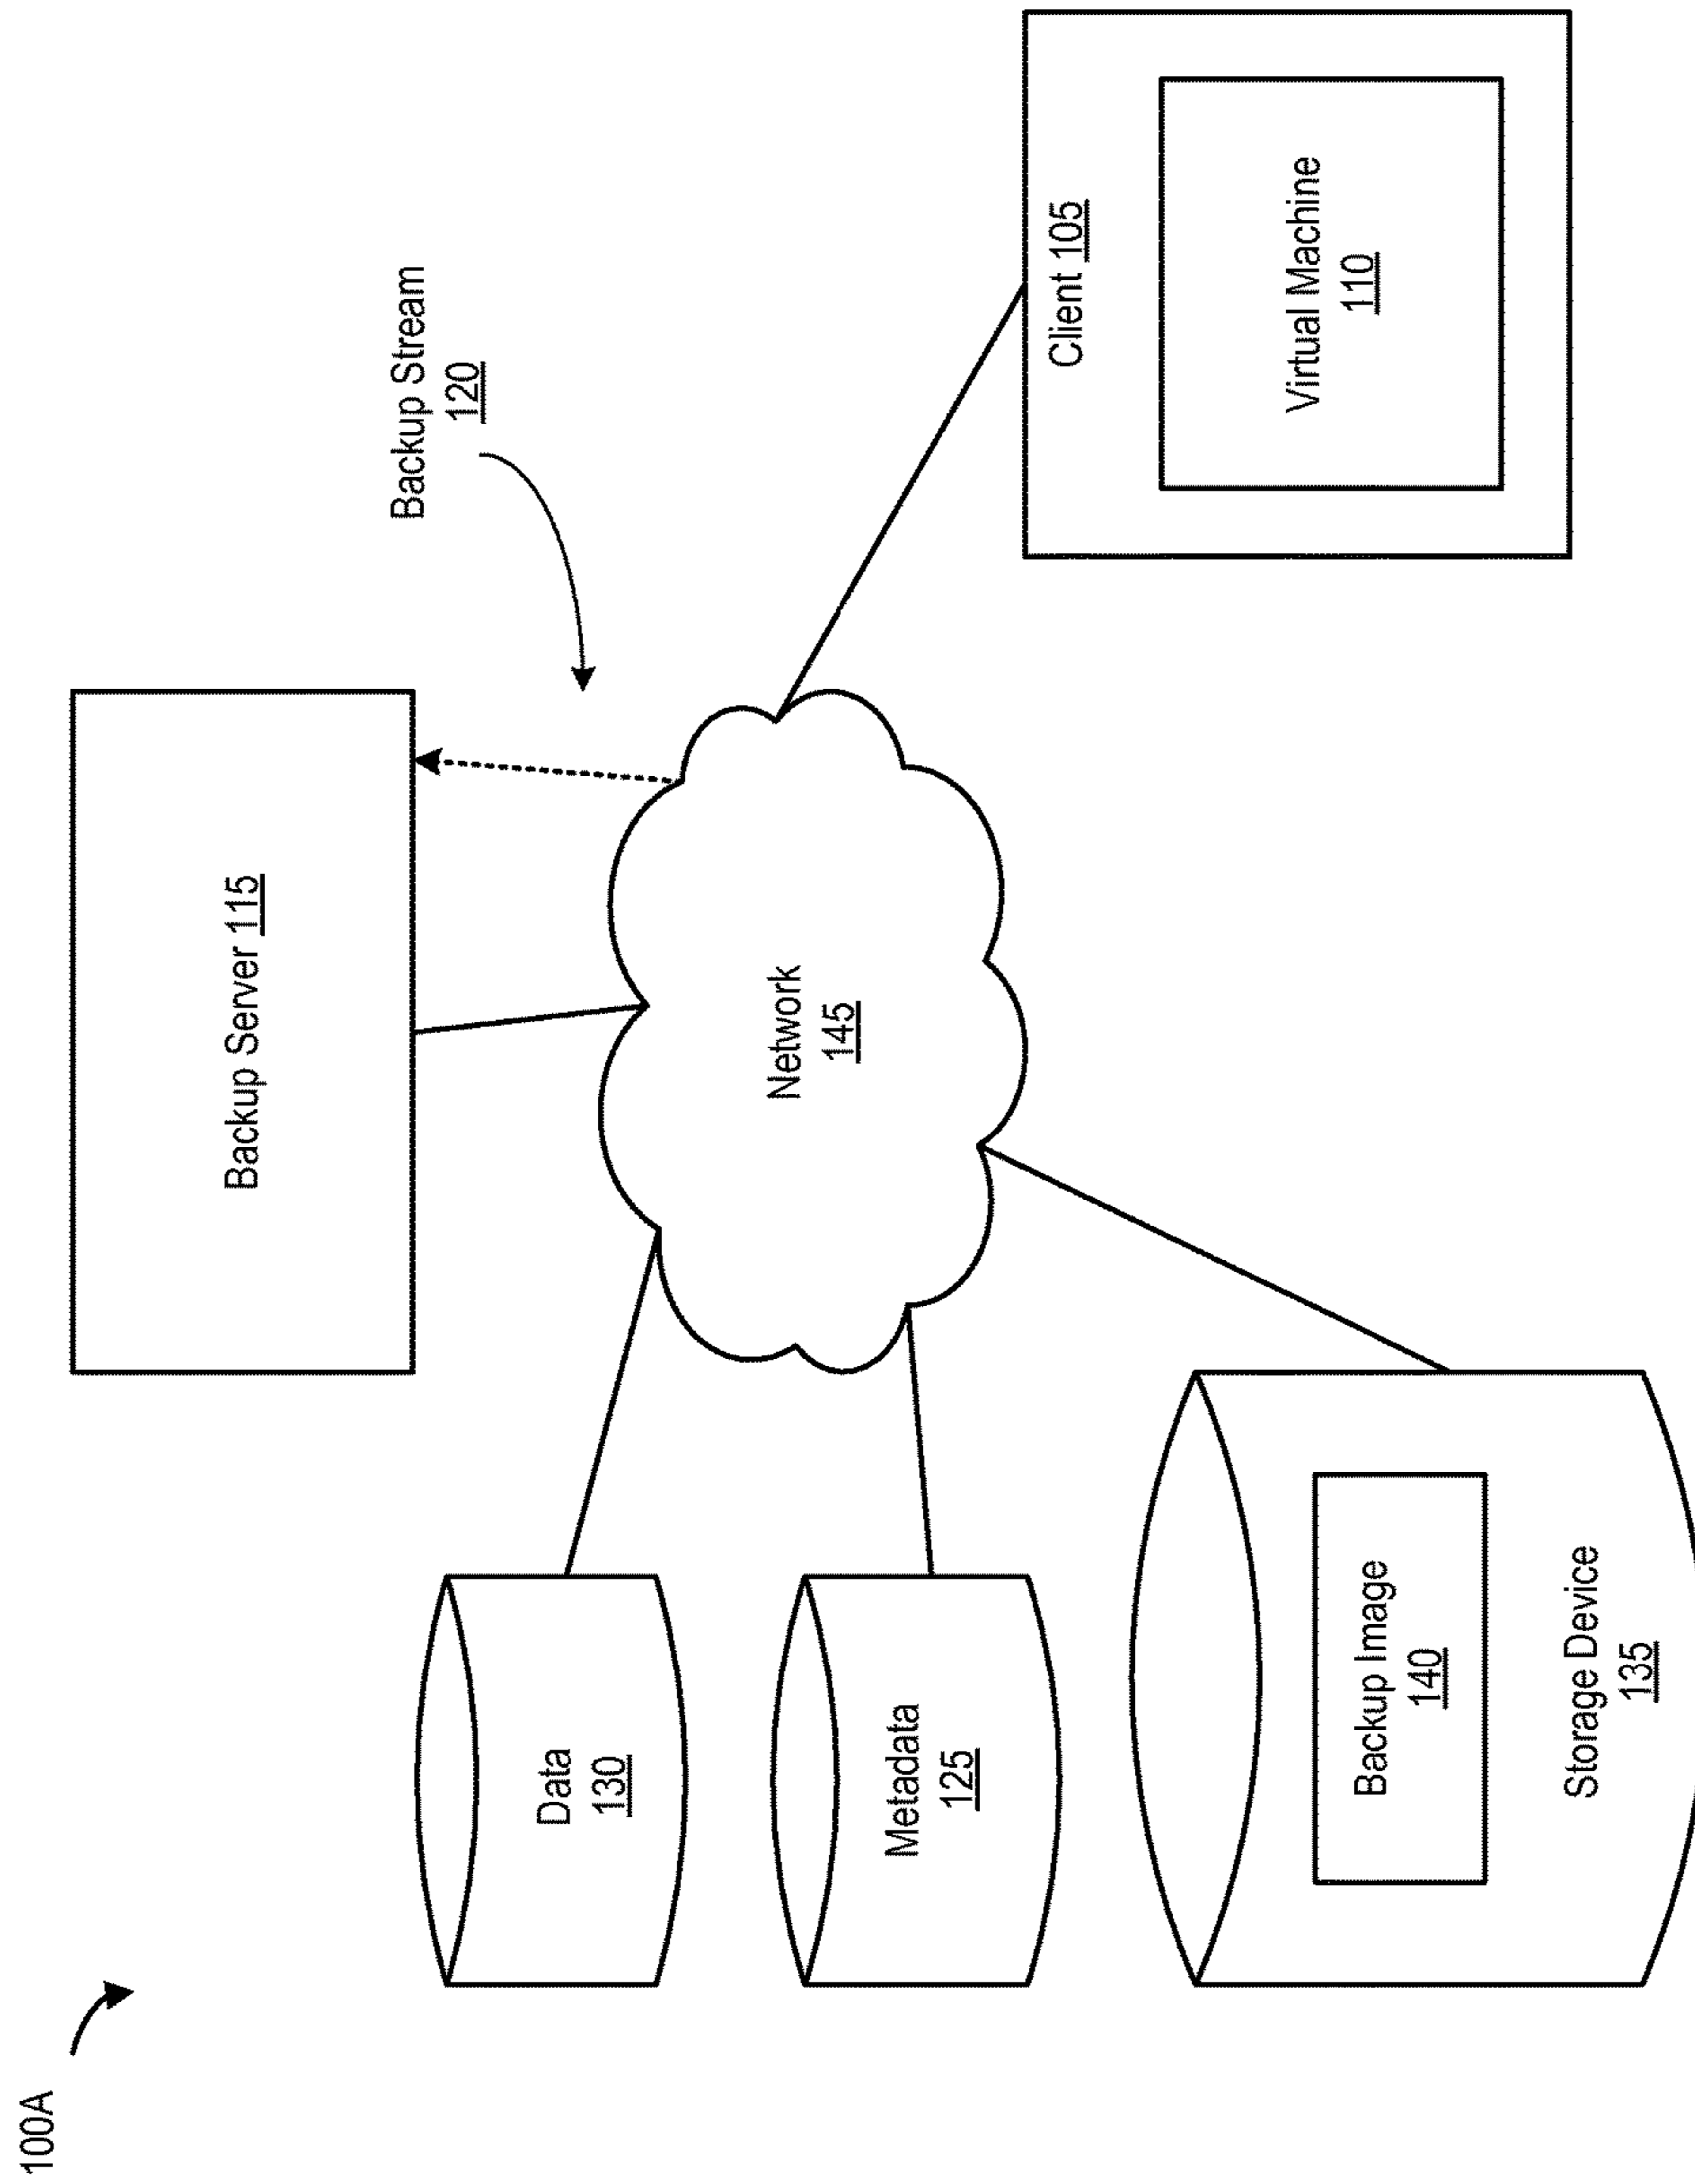 100A
Backup Server 115
Backup Stream
120
Data
130
Network
145
Metadata
125
Client 105
Virtual Machine
110
Backup Image
140
Storage Device
135